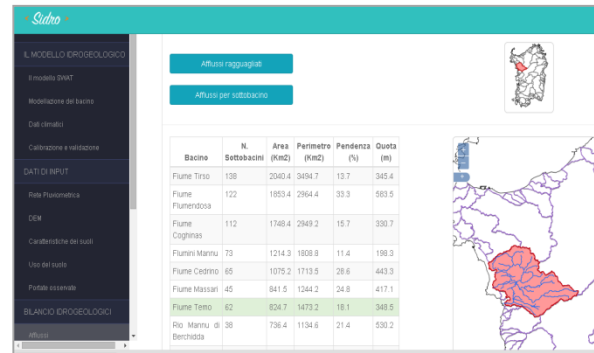 Sidro
IL MODELLO IDROGEOLOGICO
Il modello SWAT
Modellazione del bacino
Dati climatici
Calibrazione e validazione
DATI DI INPUT
Rete Pluviometrica
DEM
Caratteristiche dei suoli
Uso del suolo
Portate osservate
BILANCIO IDROGEOLOGICI
Afflussi
Afflussi ragguagliati
Afflussi per sottobacino
Bacino N. Sottobacini Area (Km2) Perimetro (Km2) Pendenza (%) Quota (m)
Fiume Tirso 138 2040.4 3494.7 13.7 345.4
Fiume Flumendosa 122 1853.4 2964.4 33.3 583.5
Fiume Coghinas 112 1748.4 2949.2 15.7 330.7
Flumini Mannu 73 1214.3 1808.8 11.4 198.3
Fiume Cedrino 65 1075.2 1713.5 28.6 443.3
Fiume Massari 45 841.5 1244.2 24.8 417.1
Fiume Temo 62 824.7 1473.2 18.1 348.5
Rio Mannu di Berchidda 38 736.4 1134.6 21.4 530.2